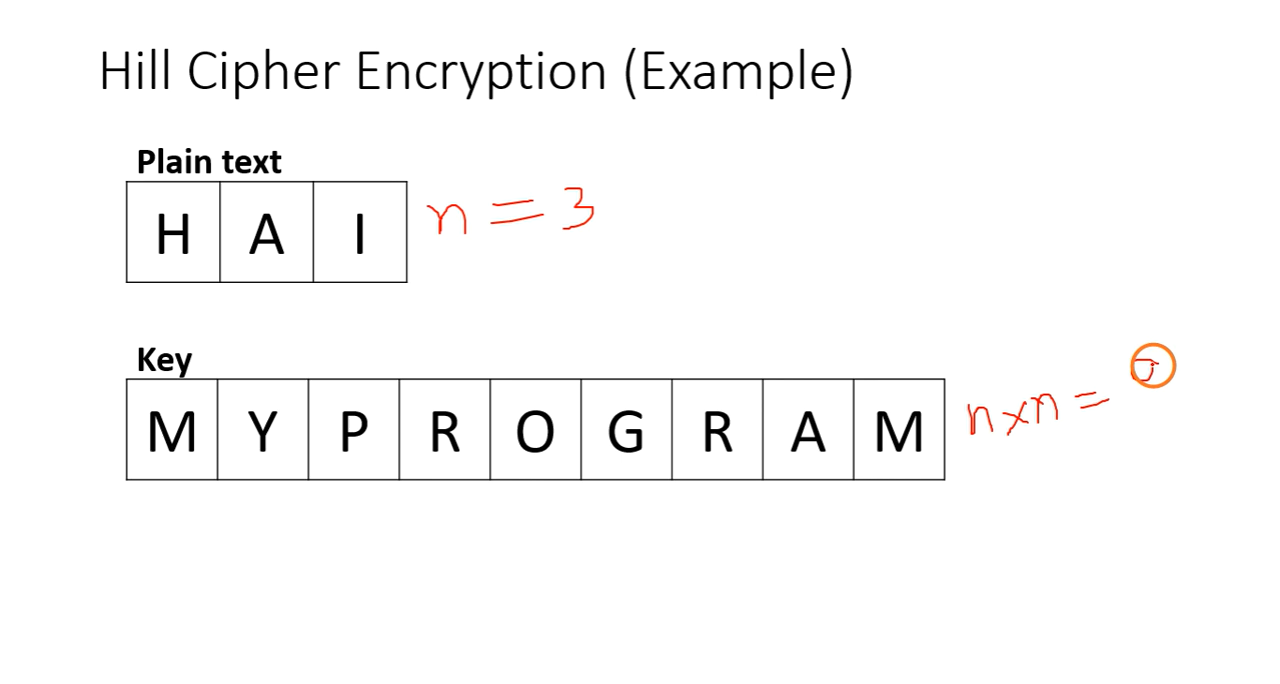 Hill Cipher Encryption (Example)
Plain text
H A I n = 3
Key
M Y P R O G R A M n×n =